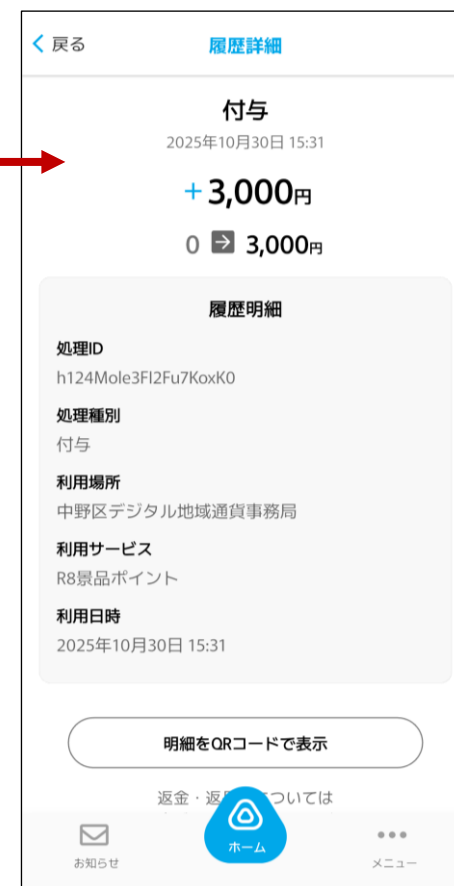 戻る
履歴詳細
付与
2025年10月30日 15:31
+3,000円
0 → 3,000円
履歴明細
処理ID
h124Mole3Fl2Fu7KoxK0
処理種別
付与
利用場所
中野区デジタル地域通貨事務局
利用サービス
R8景品ポイント
利用日時
2025年10月30日 15:31
明細をQRコードで表示
返金・返 ついては
お知らせ
ホーム
メニュー